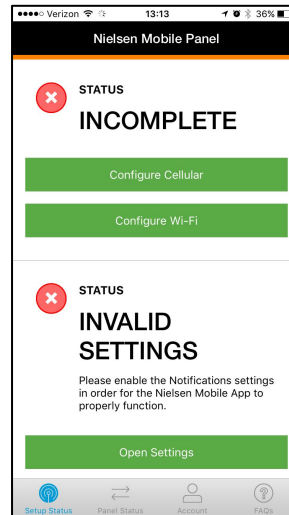 Verizon 13:13 36%
Nielsen Mobile Panel
STATUS
INCOMPLETE
Configure Cellular
Configure Wi-Fi
STATUS
INVALID
SETTINGS
Please enable the Notifications settings
in order for the Nielsen Mobile App to
properly function.
Open Settings
Setup Status Panel Status Account FAQs